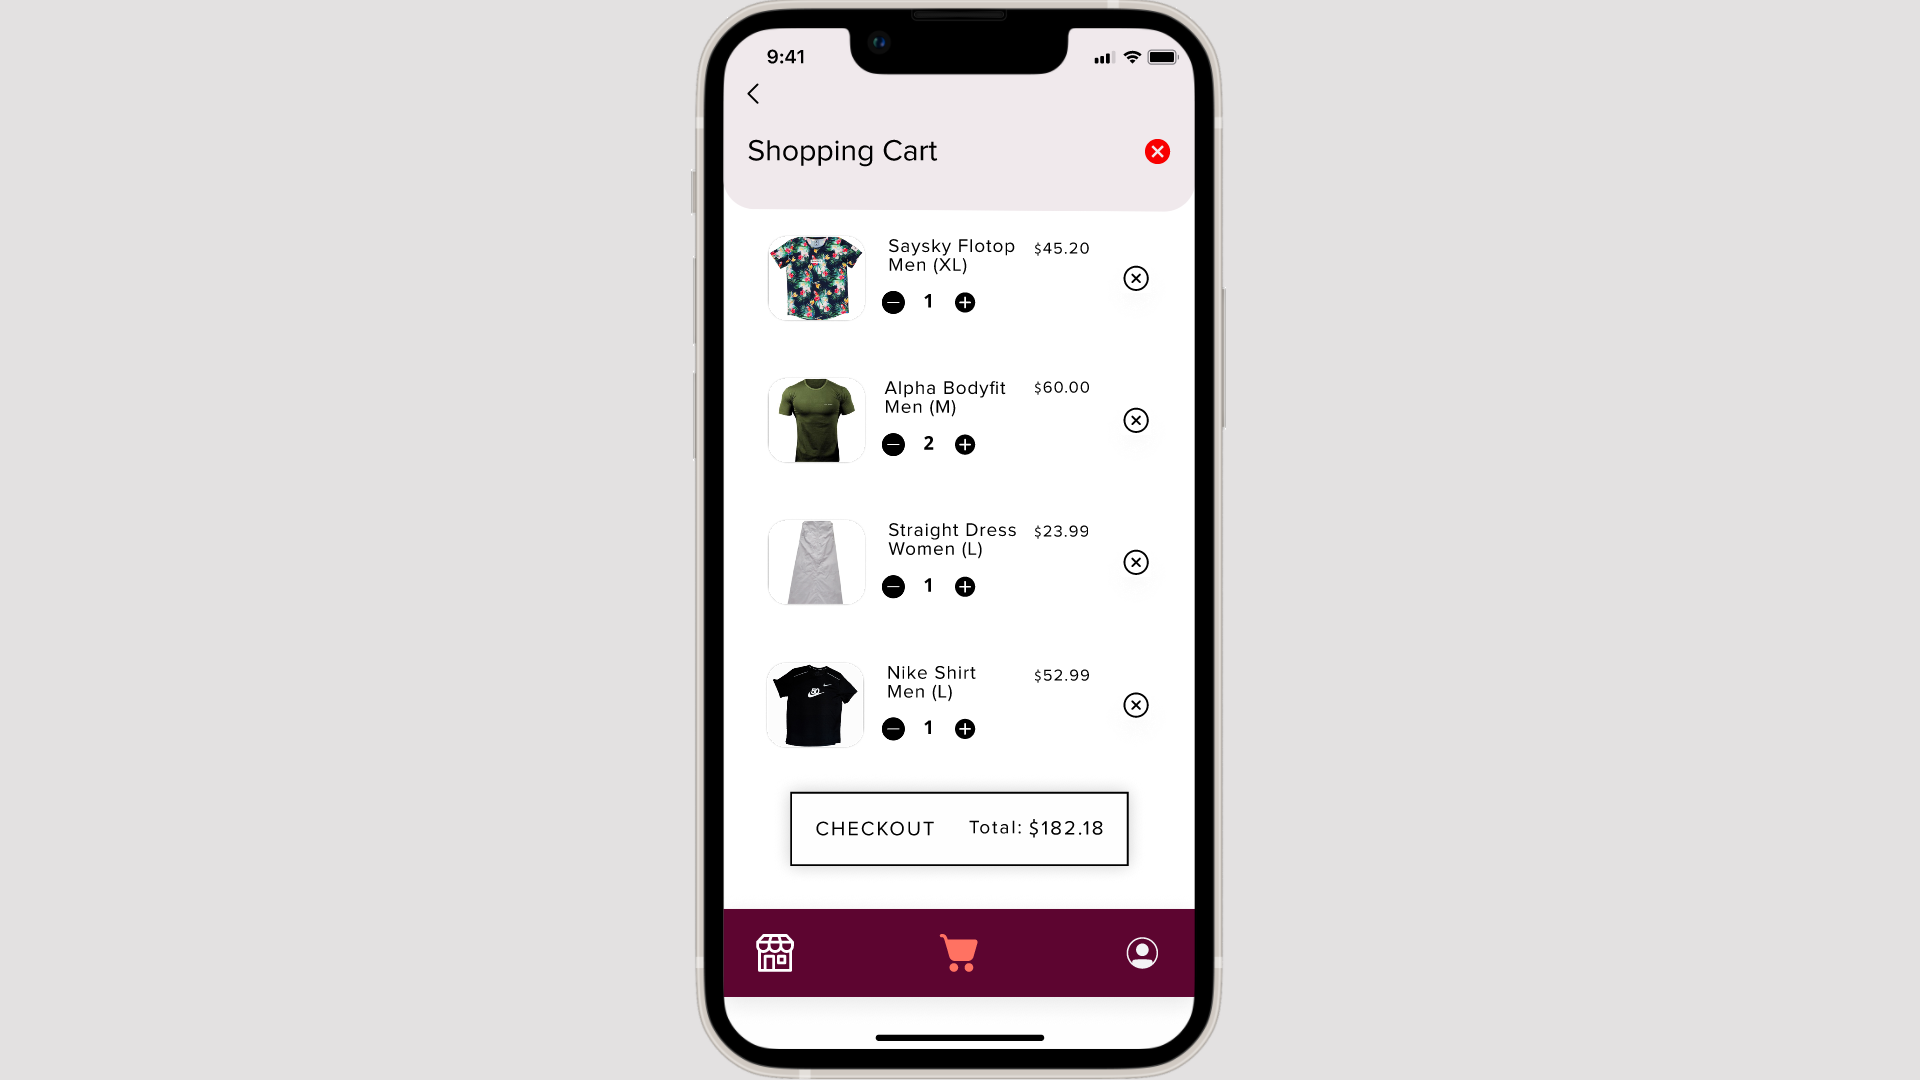 9:41
Shopping Cart
Saysky Flotop $45.20
Men (XL)
1
Alpha Bodyfit $60.00
Men (M)
2
Straight Dress $23.99
Women (L)
1
Nike Shirt $52.99
Men (L)
1
CHECKOUT Total: $182.18